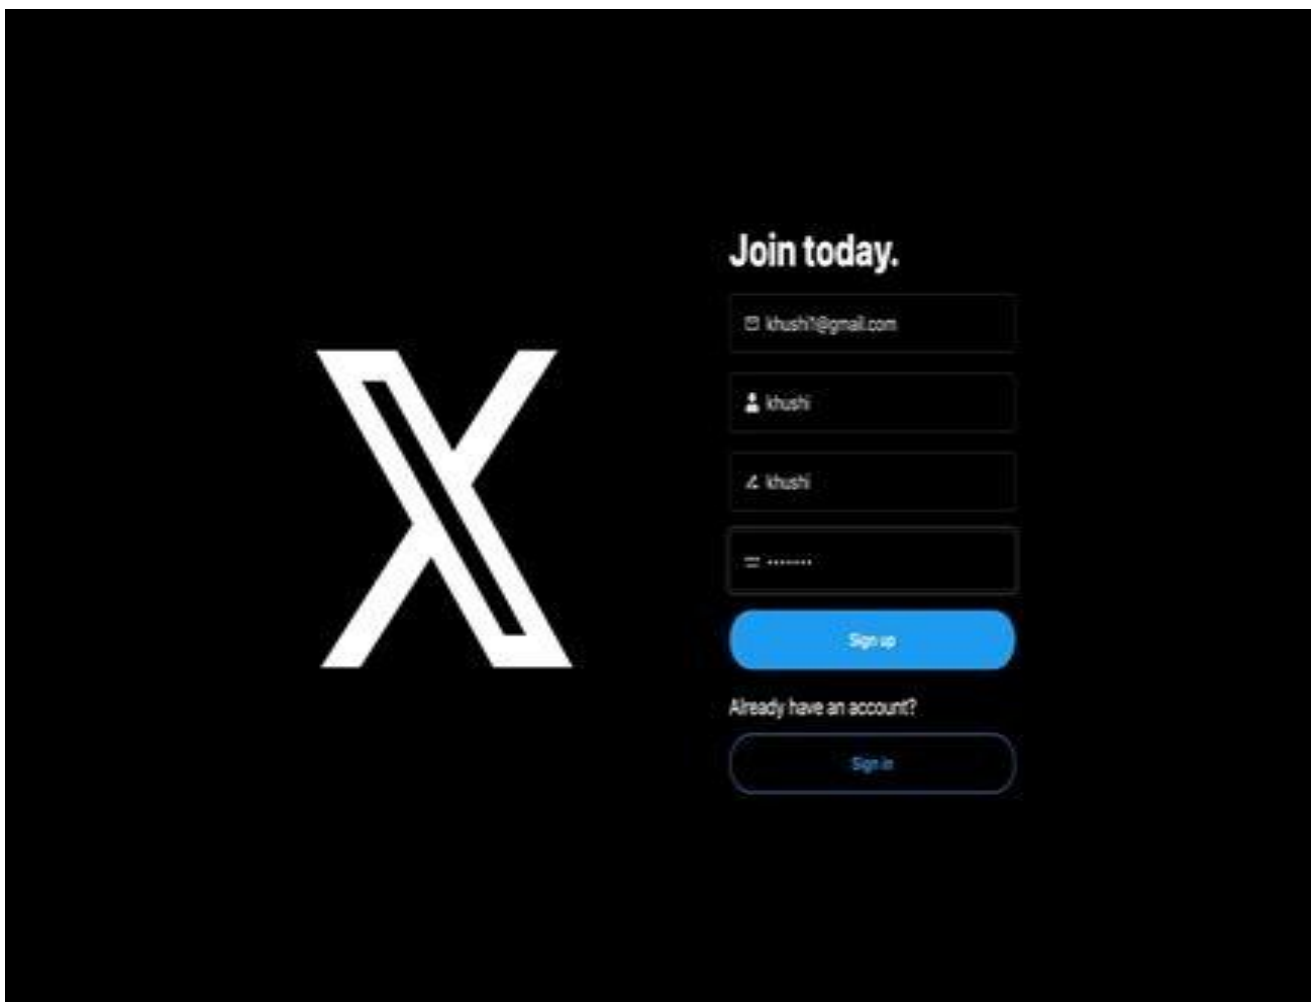 Join today.
khushi1@gmail.com
khushi
khushi
••••••••
Sign up
Already have an account?
Sign in